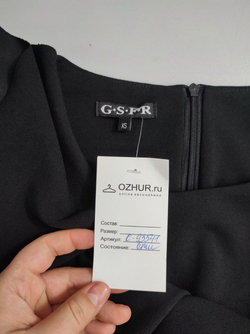 G·S·F·R
XS
OZHUR.ru
Состав:
Размер:
Артикул:
Состояние: